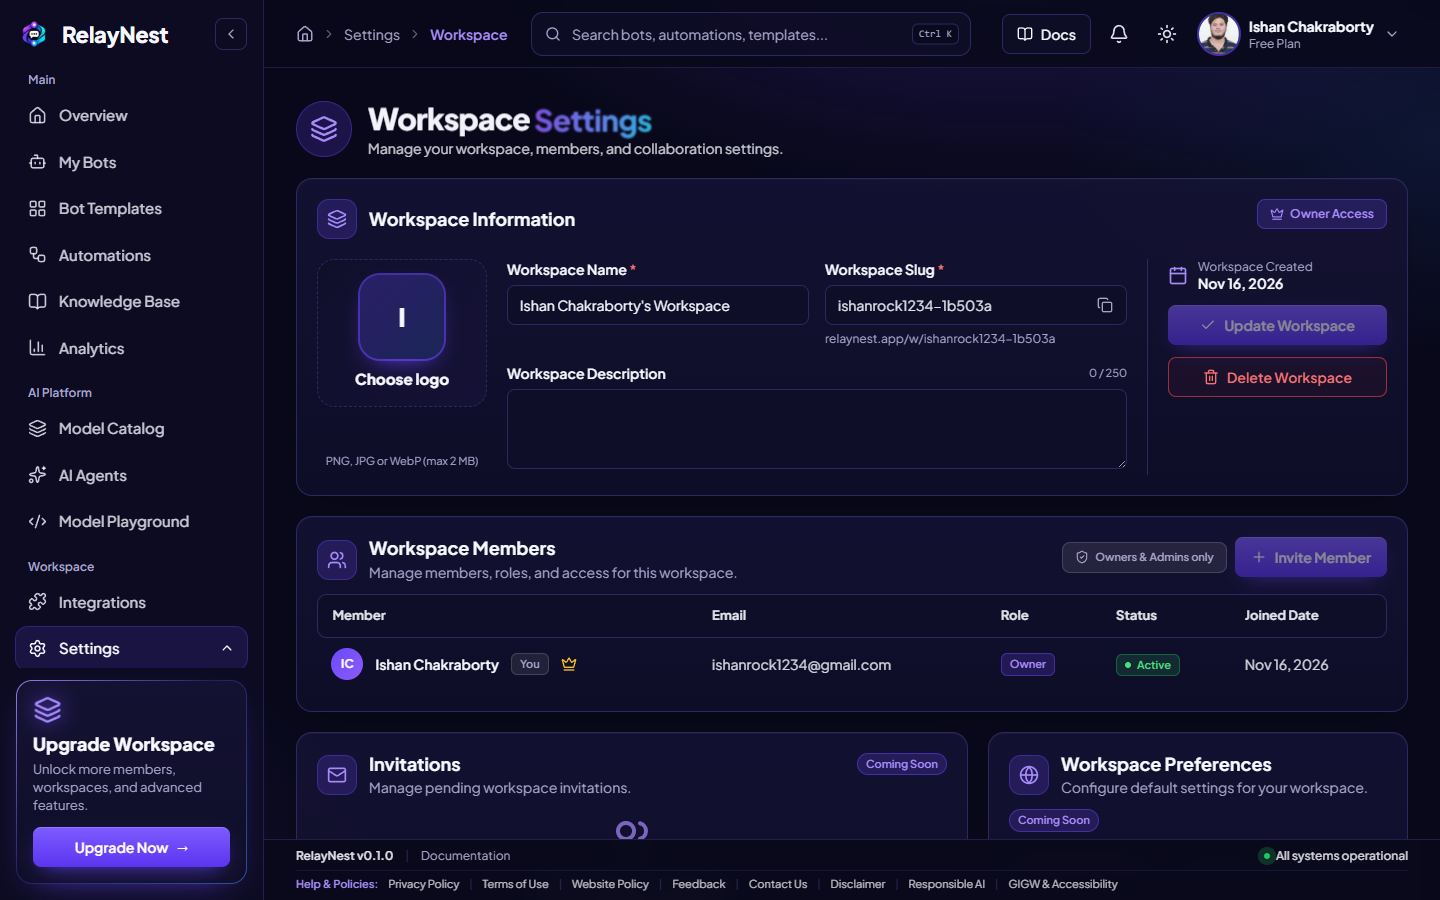 RelayNest
Main
Overview
My Bots
Bot Templates
Automations
Knowledge Base
Analytics
AI Platform
Model Catalog
AI Agents
Model Playground
Workspace
Integrations
Settings
Upgrade Workspace
Unlock more members,
workspaces, and advanced
features.
Upgrade Now →
Settings
Workspace
Search bots, automations, templates...
Ctrl K
Docs
Ishan Chakraborty
Free Plan
Workspace Settings
Manage your workspace, members, and collaboration settings.
Workspace Information
Owner Access
I
Choose logo
PNG, JPG or WebP (max 2 MB)
Workspace Name *
Ishan Chakraborty's Workspace
Workspace Slug *
ishanrock1234-1b503a
relaynest.app/w/ishanrock1234-1b503a
Workspace Description
0 / 250
Workspace Created
Nov 16, 2026
Update Workspace
Delete Workspace
Workspace Members
Manage members, roles, and access for this workspace.
Owners & Admins only
Invite Member
Member Email Role Status Joined Date
IC Ishan Chakraborty You ishanrock1234@gmail.com Owner Active Nov 16, 2026
Invitations
Manage pending workspace invitations.
Coming Soon
Workspace Preferences
Configure default settings for your workspace.
Coming Soon
RelayNest v0.1.0
Documentation
All systems operational
Help & Policies: Privacy Policy Terms of Use Website Policy Feedback Contact Us Disclaimer Responsible AI GIGW & Accessibility